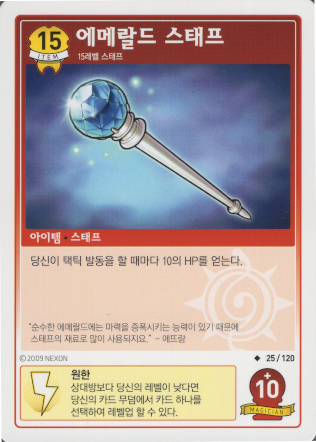 15
ITEM
에메랄드 스태프
15레벨 스태프
아이템 · 스태프
당신이 택틱 발동을 할 때마다 10의 HP를 얻는다.
"순수한 에메랄드에는 마력을 증폭시키는 능력이 있기 때문에
스태프의 재료로 많이 사용되지요." - 에뜨랑
©2009 NEXON
◆ 25/120
원한
상대방보다 당신의 레벨이 낮다면
당신의 카드 무덤에서 카드 하나를
선택하여 레벨업 할 수 있다.
+
10
MAGICIAN